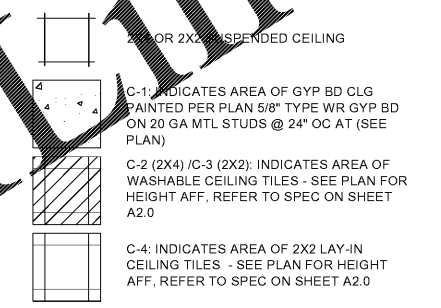 OR 2X2 SUSPENDED CEILING
C-1: INDICATES AREA OF GYP BD CLG
PAINTED PER PLAN 5/8" TYPE WR GYP BD
ON 20 GA MTL STUDS @ 24" OC AT (SEE
PLAN)
C-2 (2X4) /C-3 (2X2): INDICATES AREA OF
WASHABLE CEILING TILES - SEE PLAN FOR
HEIGHT AFF, REFER TO SPEC ON SHEET
A2.0
C-4: INDICATES AREA OF 2X2 LAY-IN
CEILING TILES - SEE PLAN FOR HEIGHT
AFF, REFER TO SPEC ON SHEET A2.0